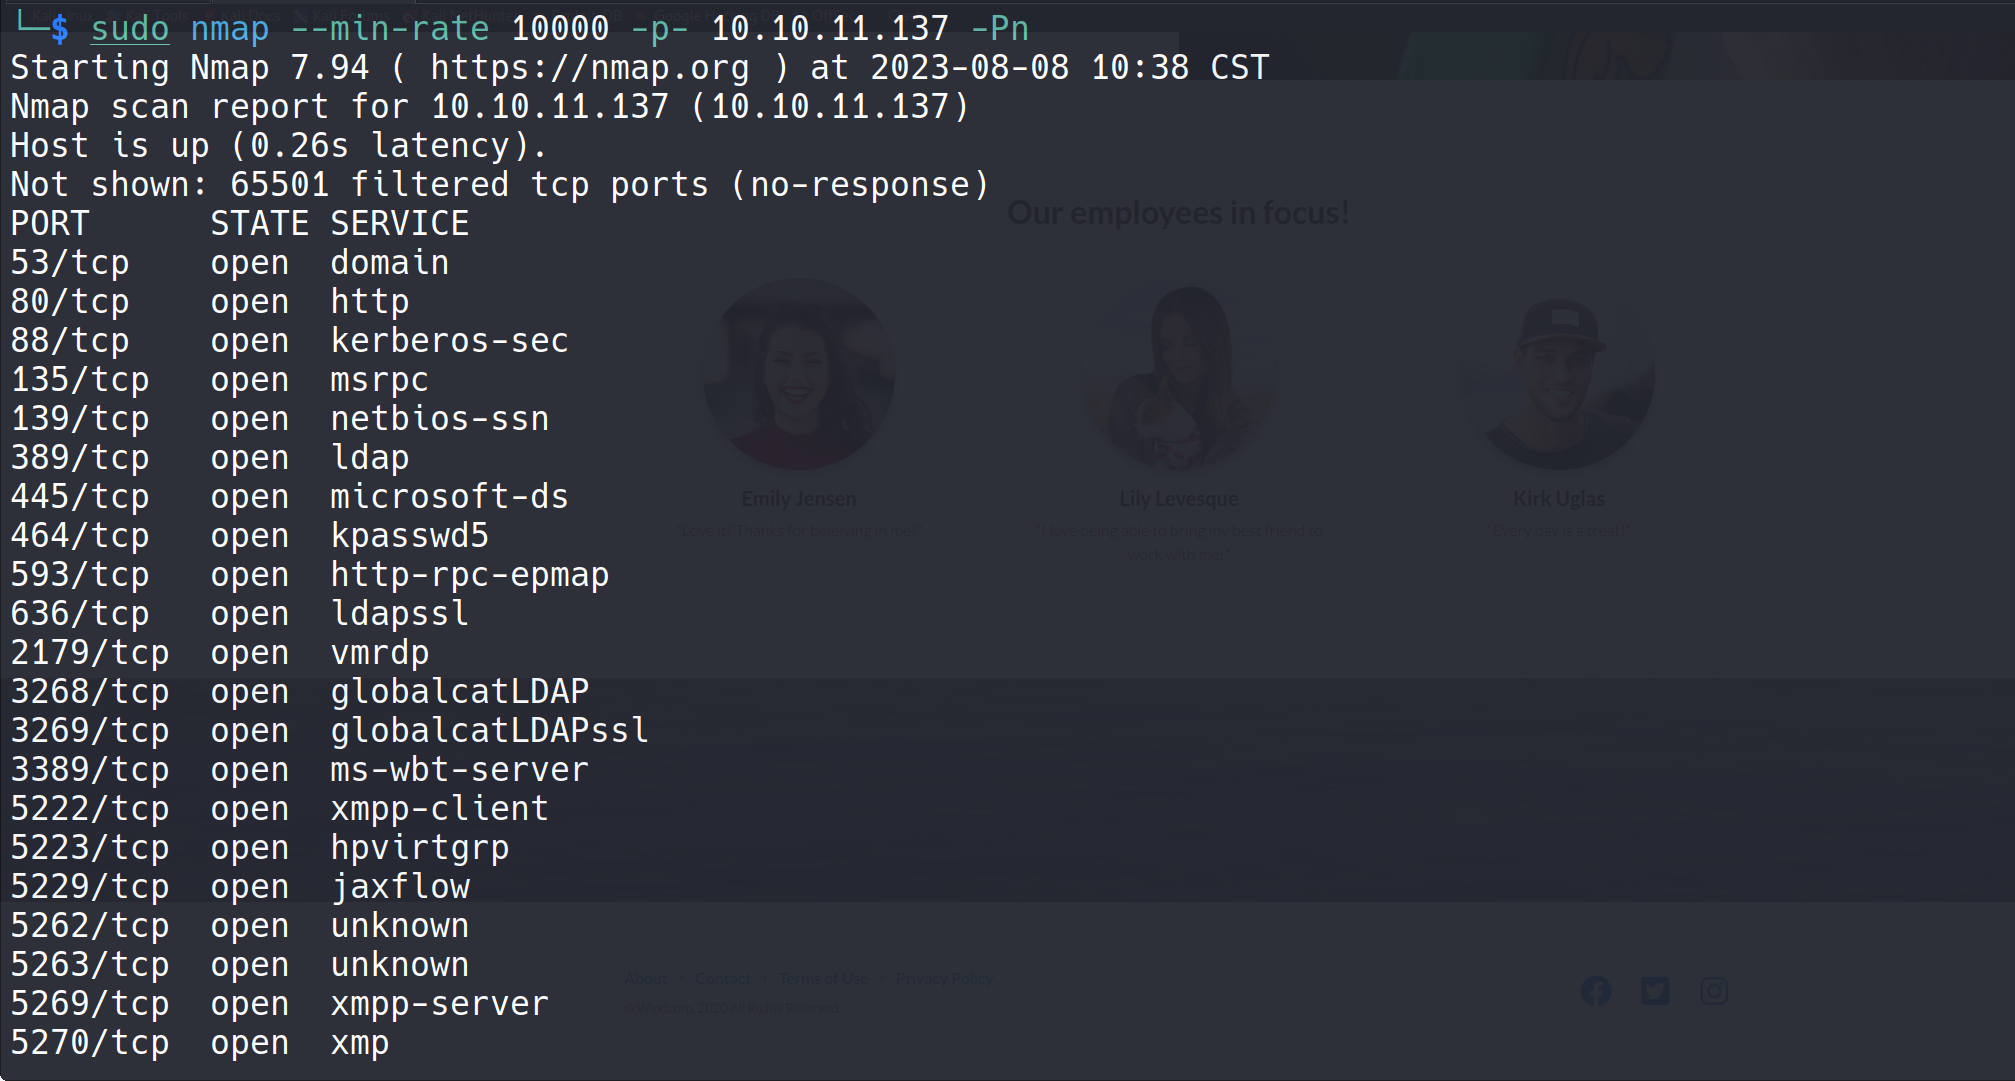 └─$ sudo nmap --min-rate 10000 -p- 10.10.11.137 -Pn
Starting Nmap 7.94 ( https://nmap.org ) at 2023-08-08 10:38 CST
Nmap scan report for 10.10.11.137 (10.10.11.137)
Host is up (0.26s latency).
Not shown: 65501 filtered tcp ports (no-response)
PORT STATE SERVICE
53/tcp open domain
80/tcp open http
88/tcp open kerberos-sec
135/tcp open msrpc
139/tcp open netbios-ssn
389/tcp open ldap
445/tcp open microsoft-ds
464/tcp open kpasswd5
593/tcp open http-rpc-epmap
636/tcp open ldapssl
2179/tcp open vmrdp
3268/tcp open globalcatLDAP
3269/tcp open globalcatLDAPssl
3389/tcp open ms-wbt-server
5222/tcp open xmpp-client
5223/tcp open hpvirtgrp
5229/tcp open jaxflow
5262/tcp open unknown
5263/tcp open unknown
5269/tcp open xmpp-server
5270/tcp open xmp
Our employees in focus!
Emily Jensen
"Love it! Thanks for beleiving in me!"
Lily Levesque
"I love being able to bring my best friend to
work with me!"
Kirk Uglas
"Every day is a treat!"
About · Contact · Terms of Use · Privacy Policy
© Windcorp 2020 All Rights Reserved.